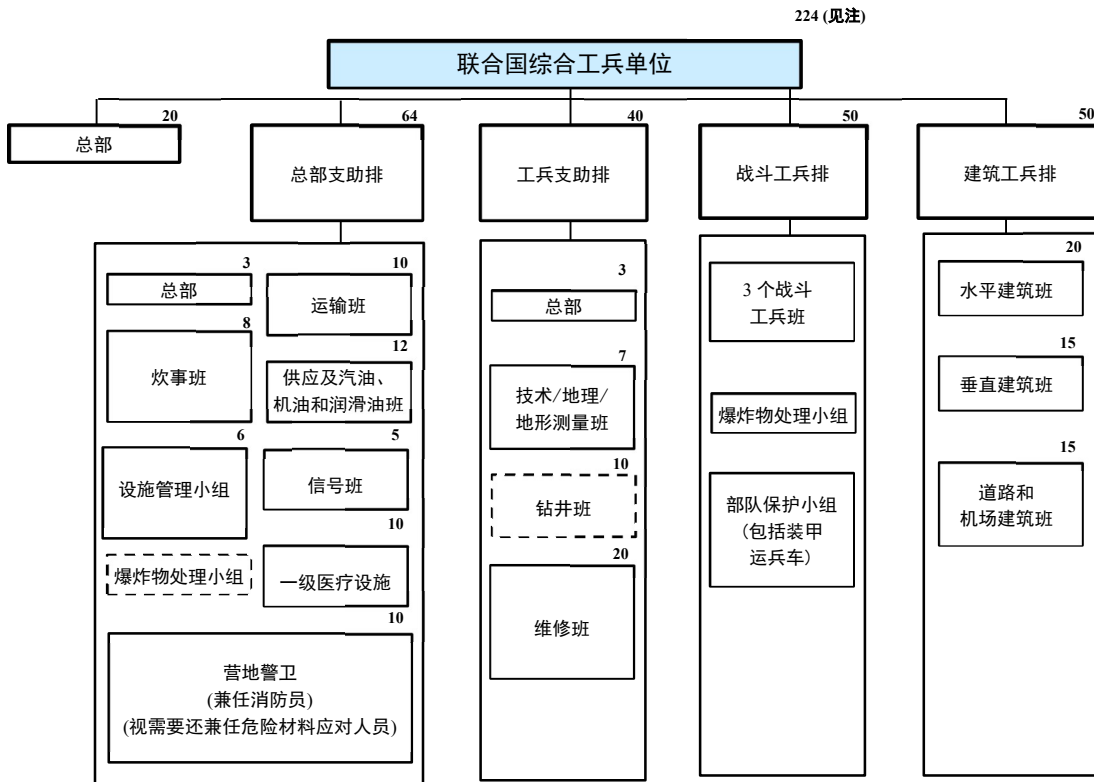 224 (见注)
联合国综合工兵单位
20
总部
64
总部支助排
40
工兵支助排
50
战斗工兵排
50
建筑工兵排
3
总部
10
运输班
8
炊事班
12
供应及汽油、
机油和润滑油班
6
设施管理小组
5
信号班
爆炸物处理小组
10
一级医疗设施
10
营地警卫
(兼任消防员)
(视需要还兼任危险材料应对人员)
3
总部
7
技术/地理/
地形测量班
10
钻井班
20
维修班
3 个战斗
工兵班
爆炸物处理小组
部队保护小组
(包括装甲
运兵车)
20
水平建筑班
15
垂直建筑班
15
道路和
机场建筑班